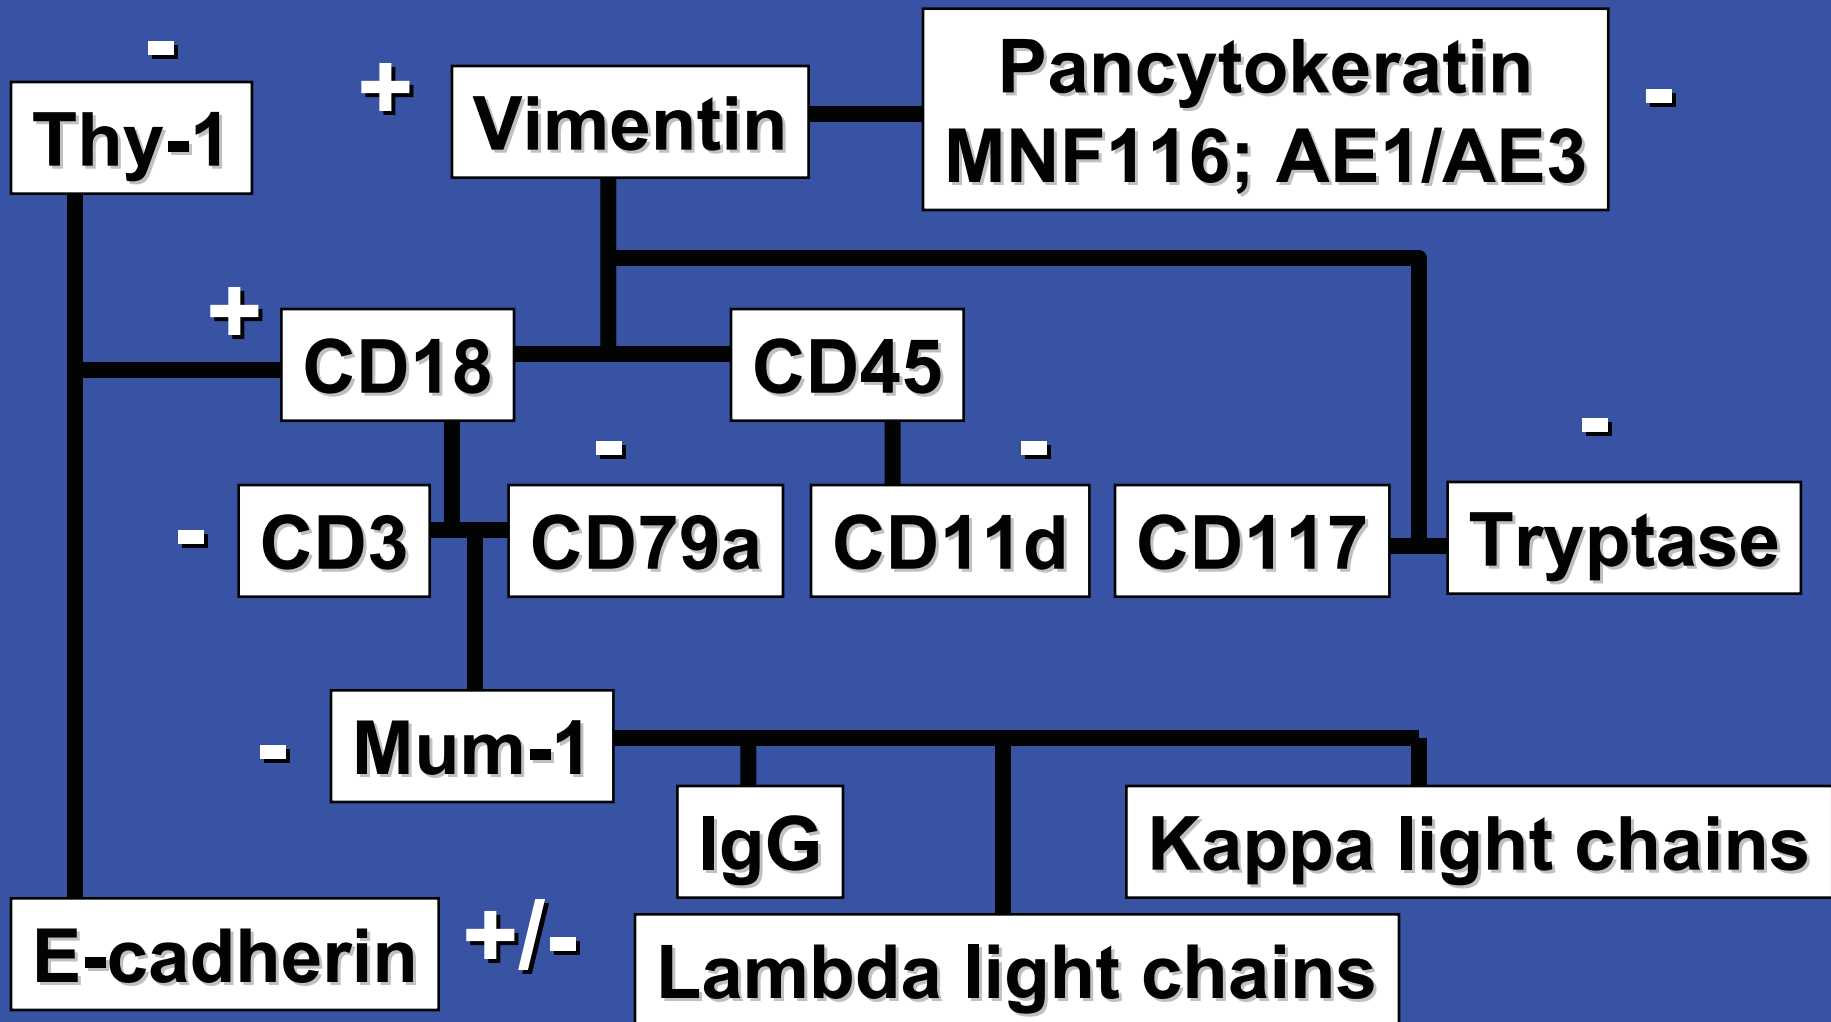 -
+
Thy-1
Vimentin
Pancytokeratin
MNF116; AE1/AE3
-
+
CD18
CD45
-
-
-
-
CD3
CD79a
CD11d
CD117
Tryptase
-
Mum-1
IgG
Kappa light chains
E-cadherin
+/-
Lambda light chains